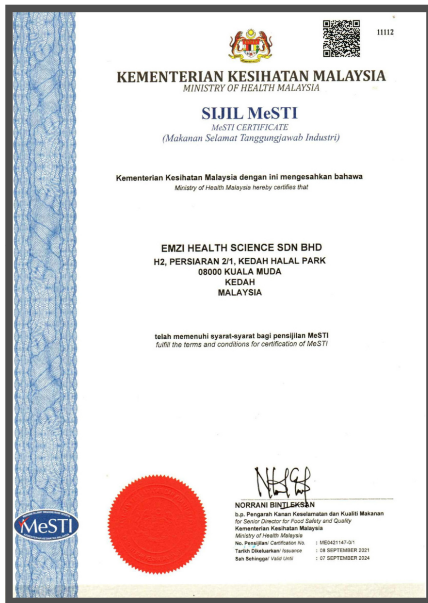 11112
KEMENTERIAN KESIHATAN MALAYSIA
MINISTRY OF HEALTH MALAYSIA
SIJIL MeSTI
MeSTI CERTIFICATE
(Makanan Selamat Tanggungjawab Industri)
Kementerian Kesihatan Malaysia dengan ini mengesahkan bahawa
Ministry of Health Malaysia hereby certifies that
EMZI HEALTH SCIENCE SDN BHD
H2, PERSIARAN 2/1, KEDAH HALAL PARK
08000 KUALA MUDA
KEDAH
MALAYSIA
telah memenuhi syarat-syarat bagi pensijilan MeSTI
fulfill the terms and conditions for certification of MeSTI
NORRANI BINTI EKSAN
b.p. Pengarah Kanan Keselamatan dan Kualiti Makanan
for Senior Director for Food Safety and Quality
Kementerian Kesihatan Malaysia
Ministry of Health Malaysia
No. Pensijilan/ Certification No. : ME0421147-0/1
Tarikh Dikeluarkan/ Issuance : 08 SEPTEMBER 2021
Sah Sehingga/ Valid Until : 07 SEPTEMBER 2024
MeSTI